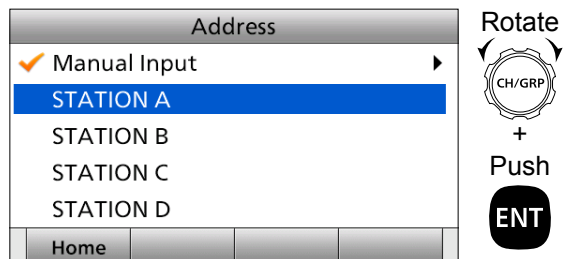 Address
Manual Input
STATION A
STATION B
STATION C
STATION D
Home
Rotate
CH/GRP
+
Push
ENT